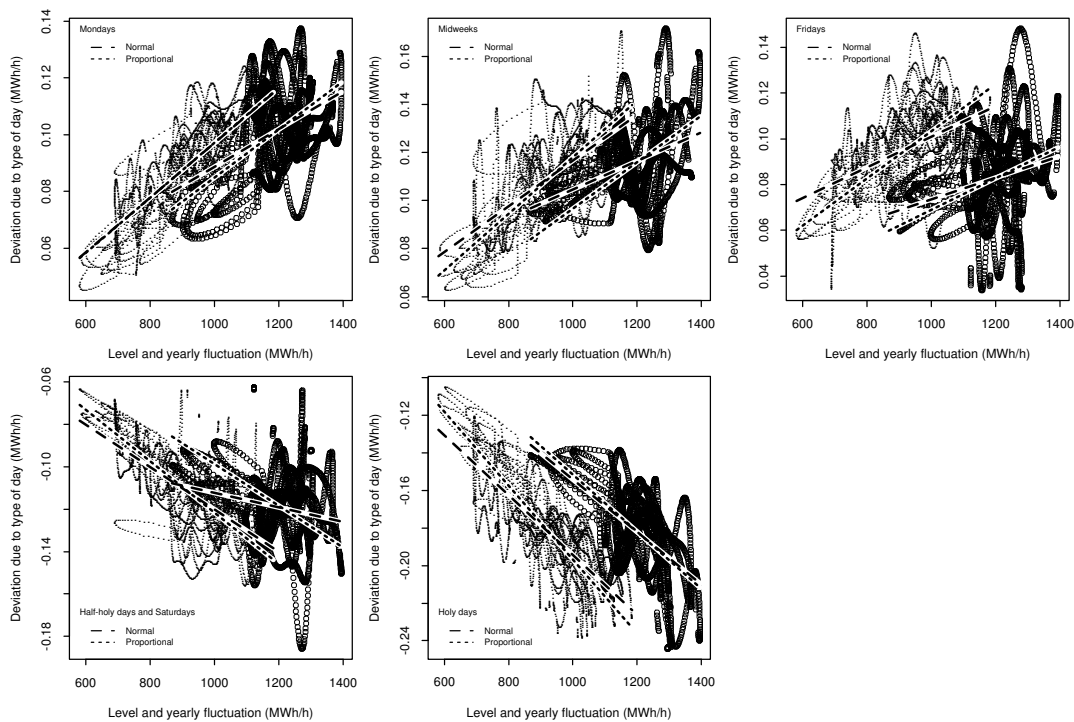 Mondays
Normal
Proportional
0.06
0.08
0.10
0.12
0.14
Deviation due to type of day (MWh/h)
600 800 1000 1200 1400
Level and yearly fluctuation (MWh/h)
Midweeks
Normal
Proportional
0.06
0.08
0.10
0.12
0.14
0.16
Deviation due to type of day (MWh/h)
600 800 1000 1200 1400
Level and yearly fluctuation (MWh/h)
Fridays
Normal
Proportional
0.04
0.06
0.08
0.10
0.12
0.14
Deviation due to type of day (MWh/h)
600 800 1000 1200 1400
Level and yearly fluctuation (MWh/h)
Half-holy days and Saturdays
Normal
Proportional
-0.18
-0.14
-0.10
-0.06
Deviation due to type of day (MWh/h)
600 800 1000 1200 1400
Level and yearly fluctuation (MWh/h)
Holy days
Normal
Proportional
-0.24
-0.20
-0.16
-0.12
Deviation due to type of day (MWh/h)
600 800 1000 1200 1400
Level and yearly fluctuation (MWh/h)